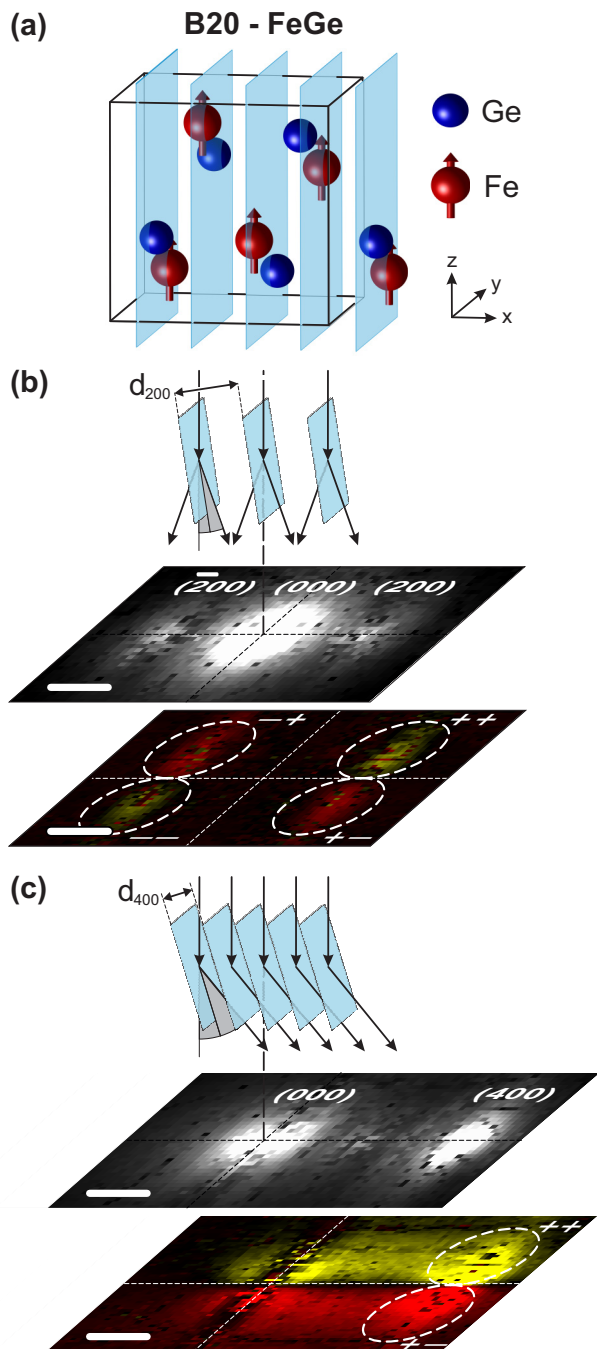 (a) B20 - FeGe
Ge
Fe
z
y
x
(b)
d200
(200) (000) (200)
— + + +
— — + —
(c)
d400
(000) (400)
+ +
+ —